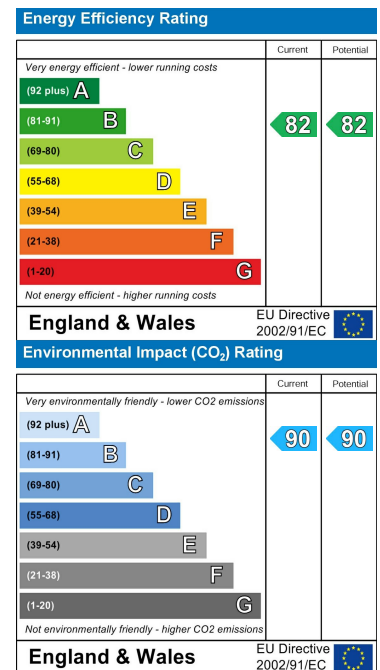 Energy Efficiency Rating
Current Potential
Very energy efficient - lower running costs
(92 plus) A
(81-91) B 82 82
(69-80) C
(55-68) D
(39-54) E
(21-38) F
(1-20) G
Not energy efficient - higher running costs
England & Wales EU Directive 2002/91/EC
Environmental Impact (CO₂) Rating
Current Potential
Very environmentally friendly - lower CO2 emissions
(92 plus) A
(81-91) B 90 90
(69-80) C
(55-68) D
(39-54) E
(21-38) F
(1-20) G
Not environmentally friendly - higher CO2 emissions
England & Wales EU Directive 2002/91/EC